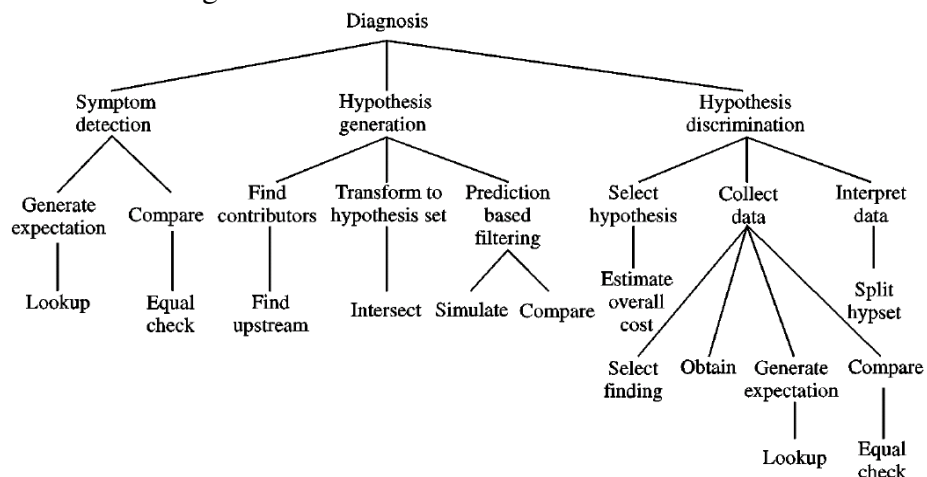 Diagnosis
Symptom
detection
Hypothesis
generation
Hypothesis
discrimination
Generate
expectation
Compare
Find
contributors
Transform to
hypothesis set
Prediction
based
filtering
Select
hypothesis
Collect
data
Interpret
data
Lookup
Equal
check
Find
upstream
Intersect
Simulate
Compare
Estimate
overall
cost
Split
hypset
Select
finding
Obtain
Generate
expectation
Compare
Lookup
Equal
check